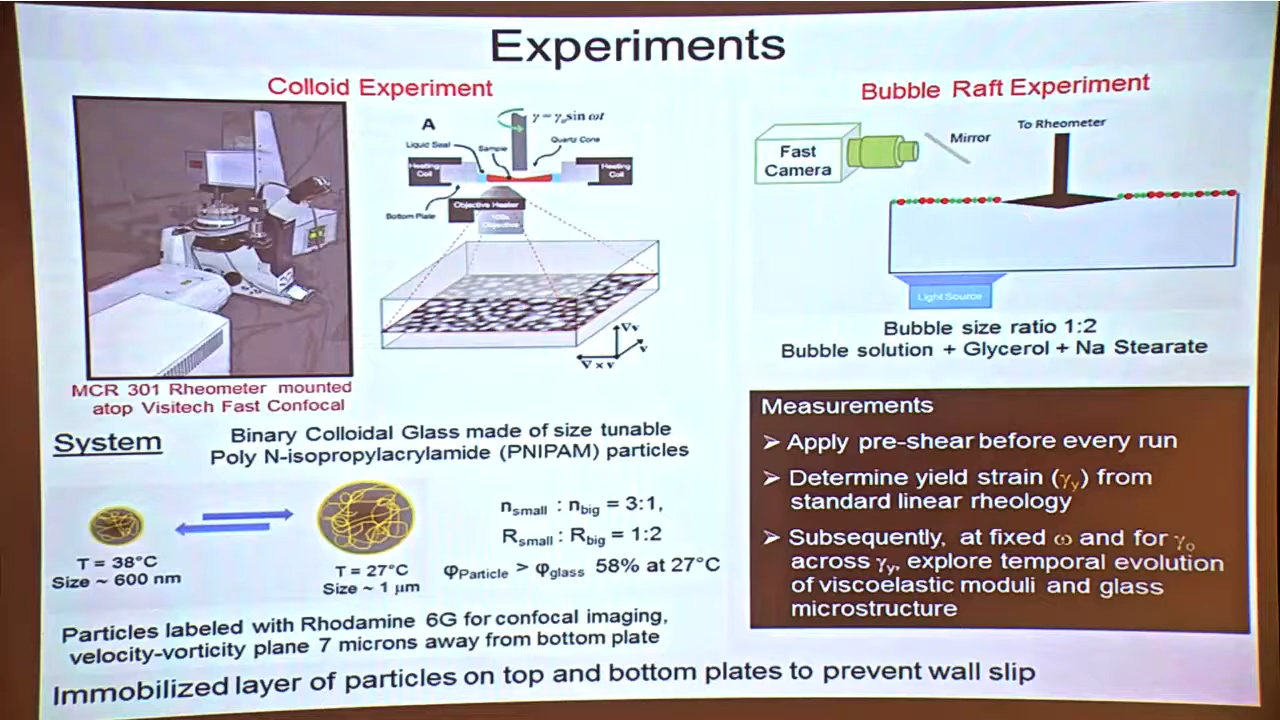 Experiments
Colloid Experiment
A
γ = γ₀ sin ωt
Liquid Seal
Sample
Quartz Cone
Heating
Coil
Heating
Coil
Bottom Plate
Objective Heater
100x
Objective
∇v
v
∇ x v
MCR 301 Rheometer mounted
atop Visitech Fast Confocal
System
Binary Colloidal Glass made of size tunable
Poly N-isopropylacrylamide (PNIPAM) particles
T = 38°C
Size ~ 600 nm
T = 27°C
Size ~ 1 μm
nsmall : nbig = 3:1,
Rsmall : Rbig = 1:2
φParticle > φglass 58% at 27°C
Particles labeled with Rhodamine 6G for confocal imaging,
velocity-vorticity plane 7 microns away from bottom plate
Immobilized layer of particles on top and bottom plates to prevent wall slip
Bubble Raft Experiment
Fast
Camera
Mirror
To Rheometer
Light Source
Bubble size ratio 1:2
Bubble solution + Glycerol + Na Stearate
Measurements
➢ Apply pre-shear before every run
➢ Determine yield strain (γy) from
standard linear rheology
➢ Subsequently, at fixed ω and for γ₀
across γy, explore temporal evolution
of viscoelastic moduli and glass
microstructure